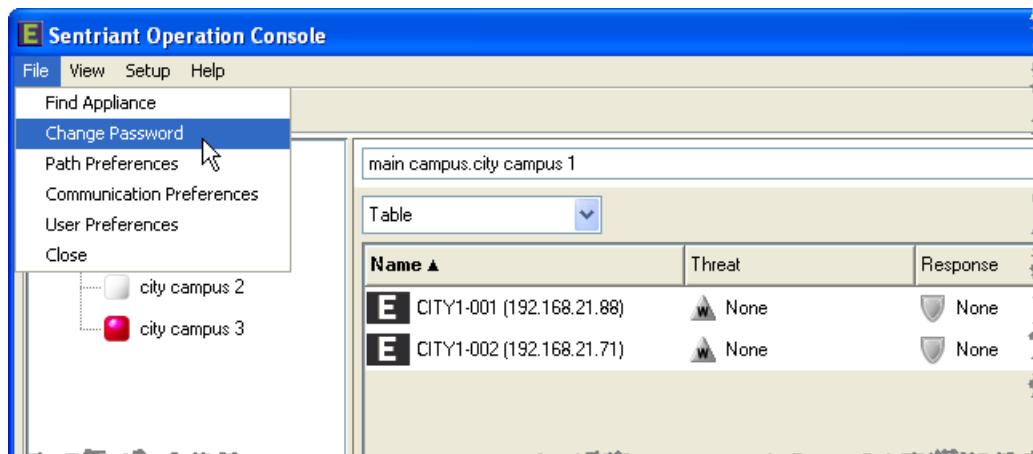 E Sentriant Operation Console
File View Setup Help
Find Appliance
Change Password
Path Preferences
Communication Preferences
User Preferences
Close
city campus 2
city campus 3
main campus.city campus 1
Table
Name Threat Response
E CITY1-001 (192.168.21.88) W None None
E CITY1-002 (192.168.21.71) W None None